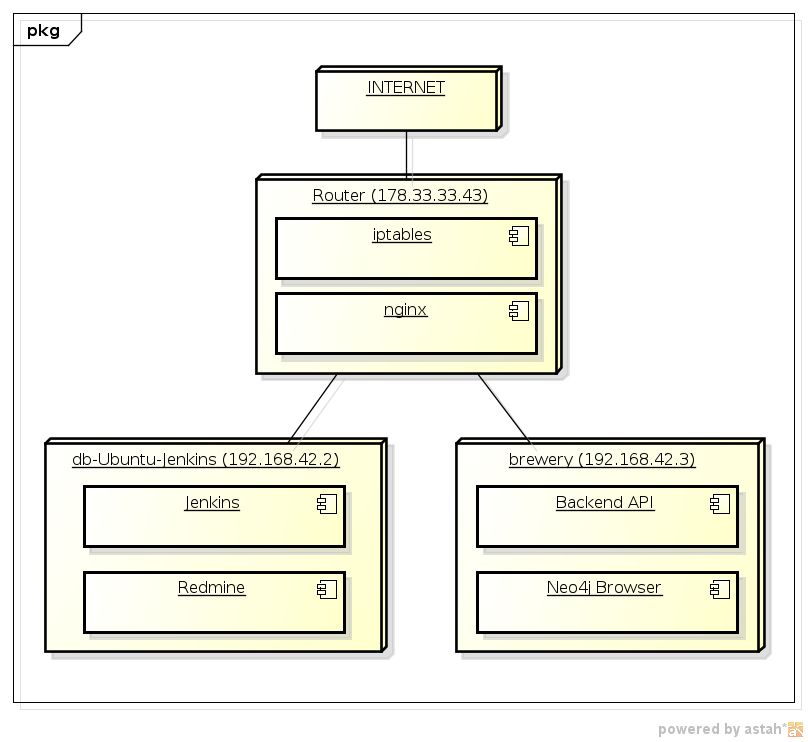 pkg
INTERNET
Router (178.33.33.43)
iptables
nginx
db-Ubuntu-Jenkins (192.168.42.2)
Jenkins
Redmine
brewery (192.168.42.3)
Backend API
Neo4j Browser
powered by astah*